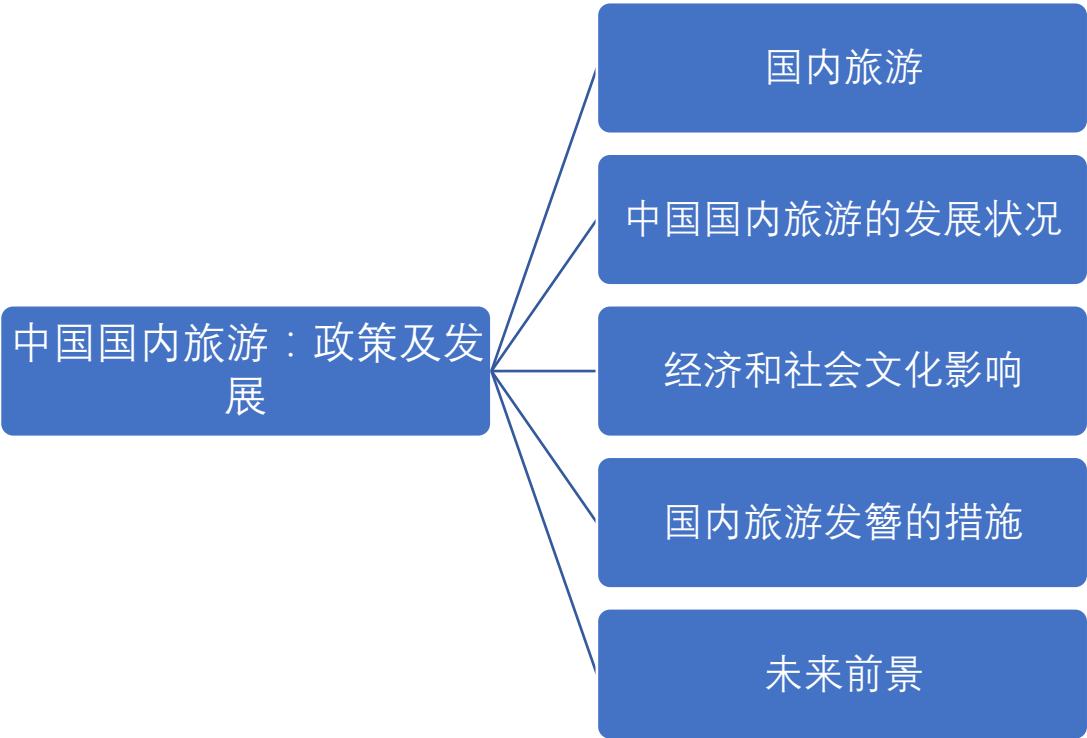 国内旅游
中国国内旅游的发展状况
中国国内旅游：政策及发
展
经济和社会文化影响
国内旅游发簪的措施
未来前景